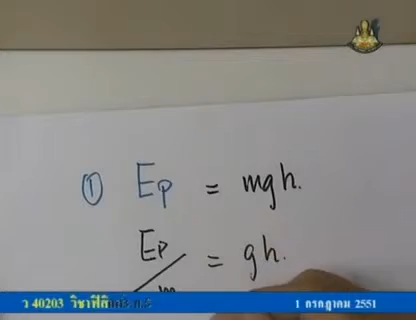 ① Ep = mgh.
Ep/m = gh.
ว 40203 วิชาฟิสิกส์
1 กรกฎาคม 2551